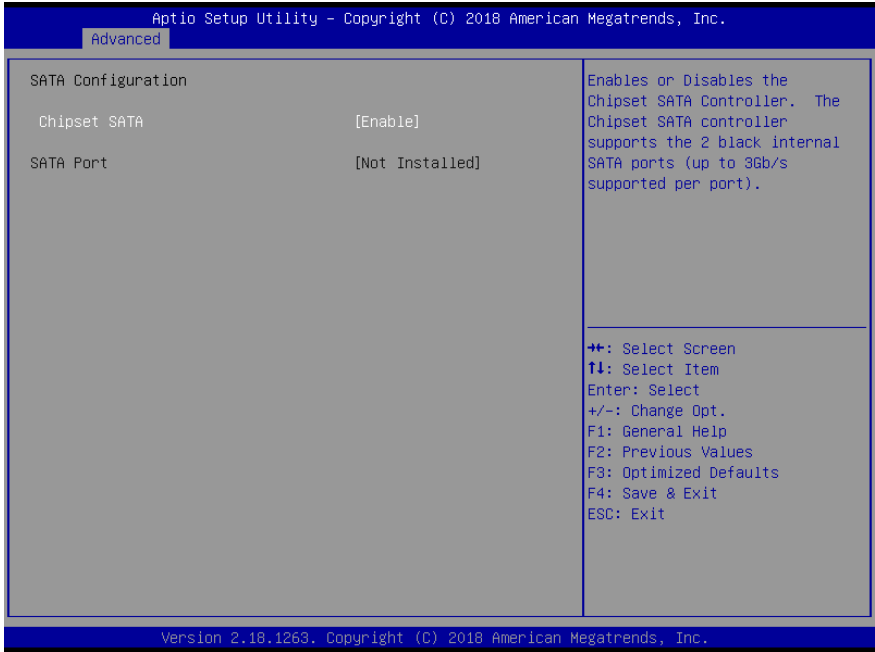 Aptio Setup Utility – Copyright (C) 2018 American Megatrends, Inc.
Advanced
SATA Configuration
Chipset SATA [Enable]
SATA Port [Not Installed]
Enables or Disables the
Chipset SATA Controller. The
Chipset SATA controller
supports the 2 black internal
SATA ports (up to 3Gb/s
supported per port).
→←: Select Screen
↑↓: Select Item
Enter: Select
+/-: Change Opt.
F1: General Help
F2: Previous Values
F3: Optimized Defaults
F4: Save & Exit
ESC: Exit
Version 2.18.1263. Copyright (C) 2018 American Megatrends, Inc.